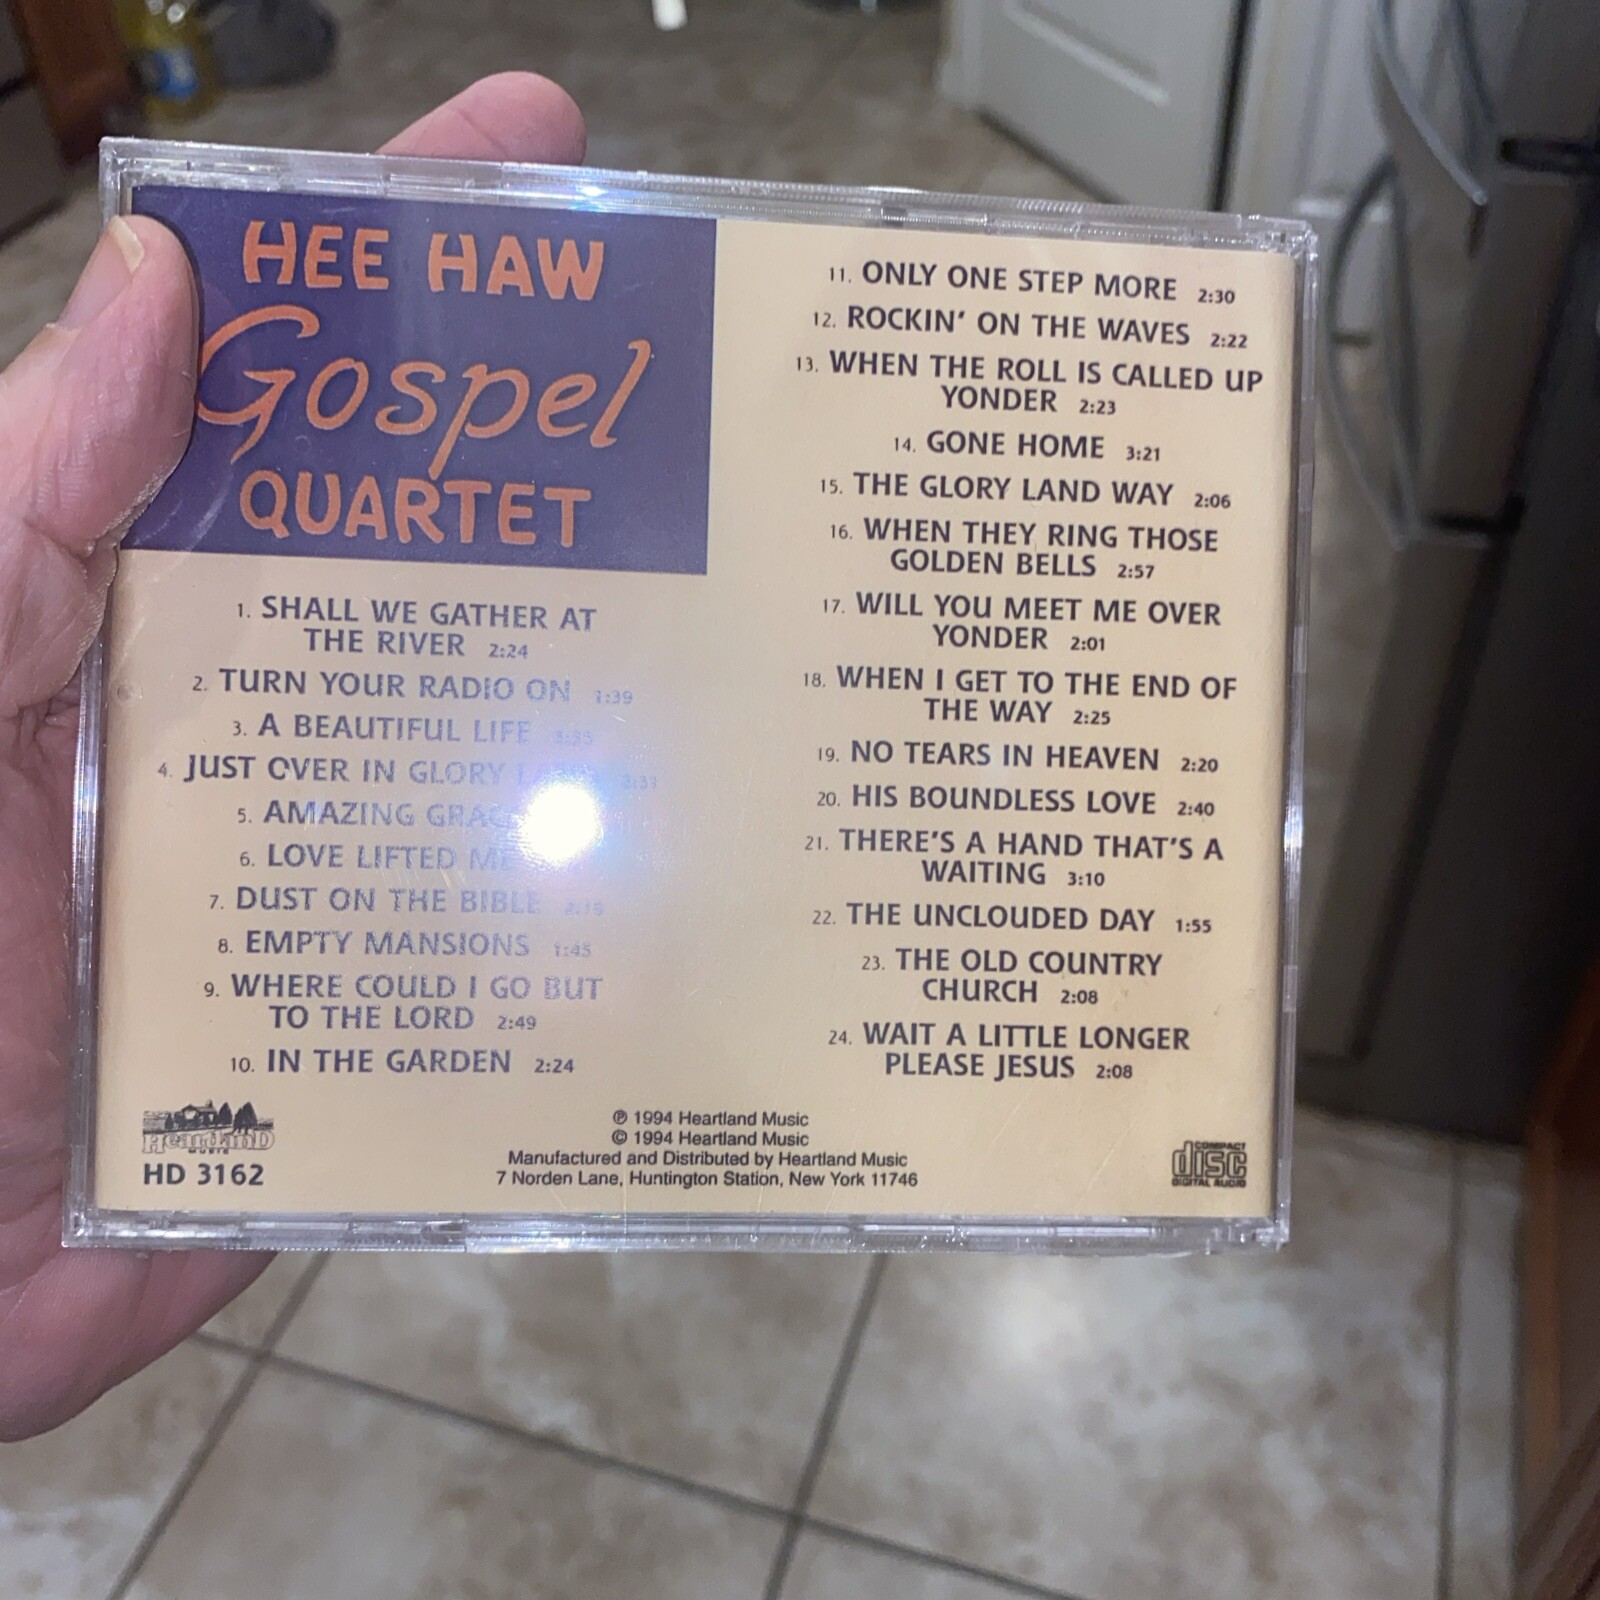 HEE HAW
Gospel
QUARTET
1. SHALL WE GATHER AT
THE RIVER 2:24
2. TURN YOUR RADIO ON 1:39
3. A BEAUTIFUL LIFE
4. JUST OVER IN GLORY
5. AMAZING
6. LOVE LIFTED ME
7. DUST ON THE BIBLE
8. EMPTY MANSIONS 1:45
9. WHERE COULD I GO BUT
TO THE LORD 2:49
10. IN THE GARDEN 2:24
11. ONLY ONE STEP MORE 2:30
12. ROCKIN' ON THE WAVES 2:22
13. WHEN THE ROLL IS CALLED UP
YONDER 2:23
14. GONE HOME 3:21
15. THE GLORY LAND WAY 2:06
16. WHEN THEY RING THOSE
GOLDEN BELLS 2:57
17. WILL YOU MEET ME OVER
YONDER 2:01
18. WHEN I GET TO THE END OF
THE WAY 2:25
19. NO TEARS IN HEAVEN 2:20
20. HIS BOUNDLESS LOVE 2:40
21. THERE'S A HAND THAT'S A
WAITING 3:10
22. THE UNCLOUDED DAY 1:55
23. THE OLD COUNTRY
CHURCH 2:08
24. WAIT A LITTLE LONGER
PLEASE JESUS 2:08
HeartLanD
MUSIC
HD 3162
℗ 1994 Heartland Music
© 1994 Heartland Music
Manufactured and Distributed by Heartland Music
7 Norden Lane, Huntington Station, New York 11746
COMPACT
disc
DIGITAL AUDIO